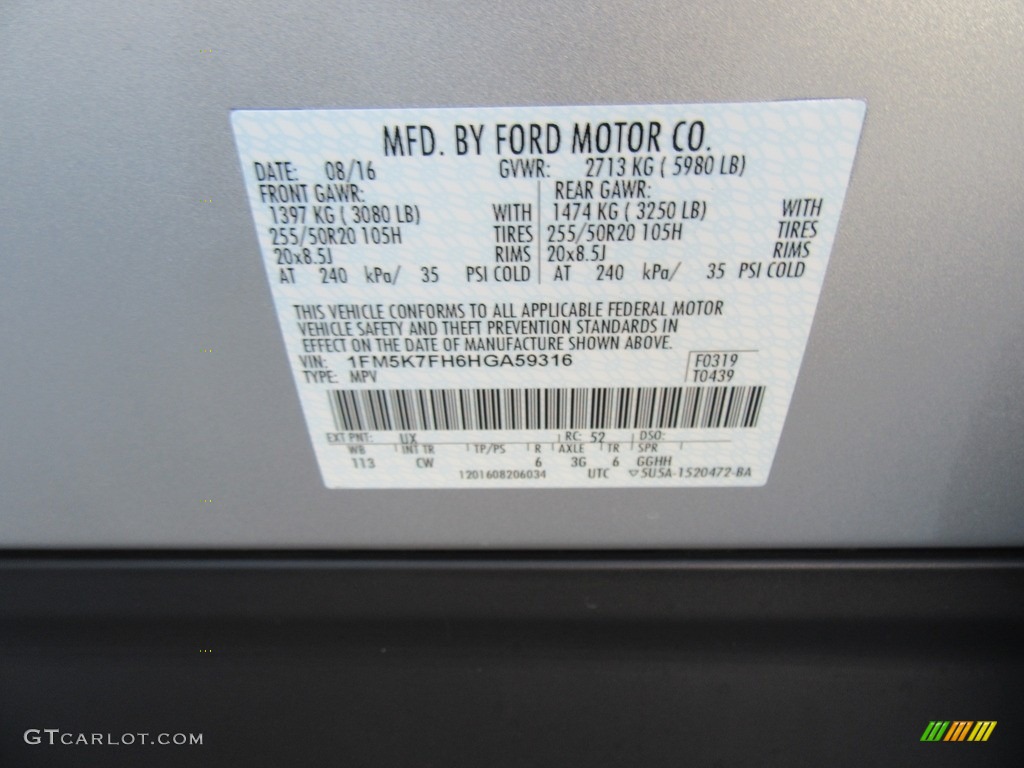 MFD. BY FORD MOTOR CO.
DATE: 08/16 GVWR: 2713 KG ( 5980 LB)
FRONT GAWR: REAR GAWR:
1397 KG ( 3080 LB) WITH 1474 KG ( 3250 LB) WITH
255/50R20 105H TIRES 255/50R20 105H TIRES
20x8.5J RIMS 20x8.5J RIMS
AT 240 kPa/ 35 PSI COLD AT 240 kPa/ 35 PSI COLD
THIS VEHICLE CONFORMS TO ALL APPLICABLE FEDERAL MOTOR
VEHICLE SAFETY AND THEFT PREVENTION STANDARDS IN
EFFECT ON THE DATE OF MANUFACTURE SHOWN ABOVE.
VIN: 1FM5K7FH6HGA59316 F0319
TYPE: MPV T0439
EXT PNT: UX RC: 52 DSO:
WB INT TR TP/PS R AXLE TR SPR
113 CW 6 3G 6 GGHH
1201608206034 UTC 5U5A-1520472-BA
GTCARLOT.COM